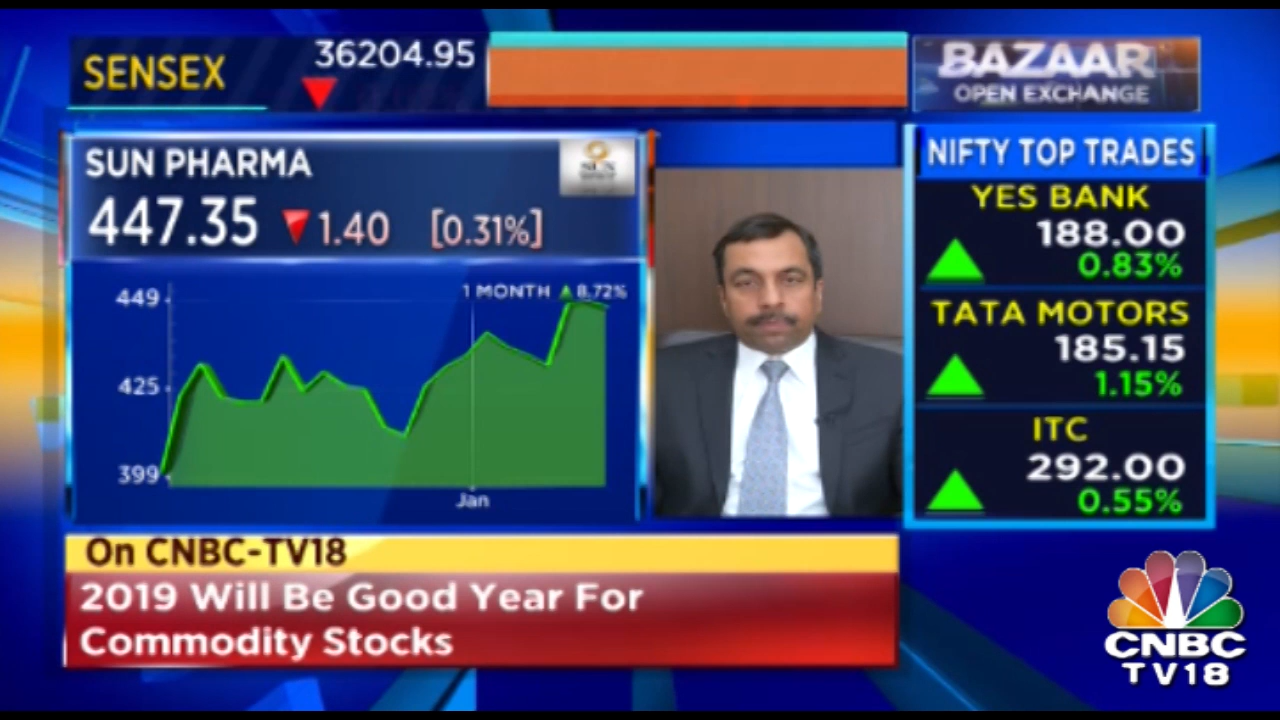 SENSEX
36204.95
BAZAAR
OPEN EXCHANGE
SUN PHARMA
SUN
447.35 ▼ 1.40 [0.31%]
1 MONTH ▲ 8.72%
449
425
399
Jan
NIFTY TOP TRADES
YES BANK
188.00
0.83%
TATA MOTORS
185.15
1.15%
ITC
292.00
0.55%
On CNBC-TV18
2019 Will Be Good Year For
Commodity Stocks
CNBC
TV18